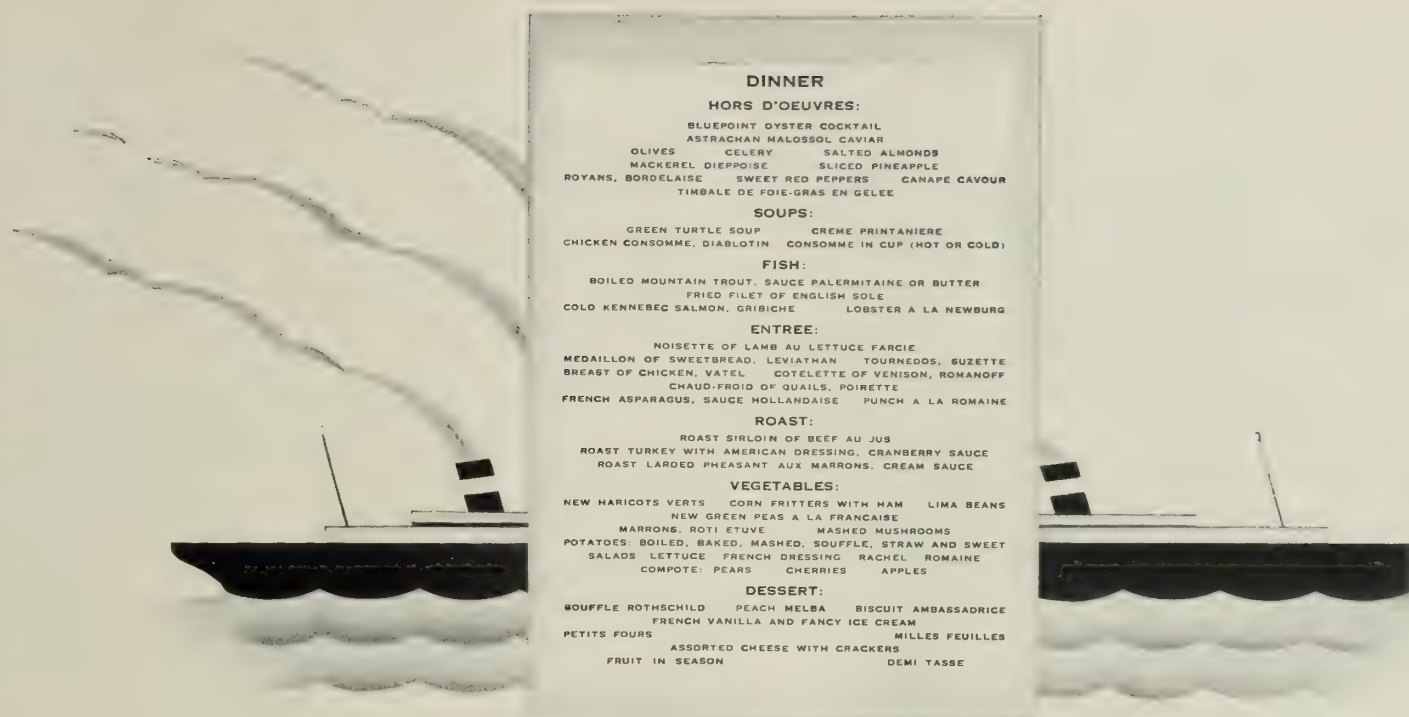 DINNER
HORS D'OEUVRES:
BLUEPOINT OYSTER COCKTAIL
ASTRACHAN MALOSSOL CAVIAR
OLIVES CELERY SALTED ALMONDS
MACKEREL DIEPPOISE SLICED PINEAPPLE
ROYANS, BORDELAISE SWEET RED PEPPERS CANAPE CAVOUR
TIMBALE DE FOIE-GRAS EN GELEE
SOUPS:
GREEN TURTLE SOUP CREME PRINTANIERE
CHICKEN CONSOMME, DIABLOTIN CONSOMME IN CUP (HOT OR COLD)
FISH:
BOILED MOUNTAIN TROUT, SAUCE PALERMITAINE OR BUTTER
FRIED FILET OF ENGLISH SOLE
COLD KENNEBEC SALMON, GRIBICHE LOBSTER A LA NEWBURG
ENTREE:
NOISETTE OF LAMB AU LETTUCE FARCIE
MEDAILLON OF SWEETBREAD, LEVIATHAN TOURNEDOS, SUZETTE
BREAST OF CHICKEN, VATEL COTELETTE OF VENISON, ROMANOFF
CHAUD-FROID OF QUAILS, POIRETTE
FRENCH ASPARAGUS, SAUCE HOLLANDAISE PUNCH A LA ROMAINE
ROAST:
ROAST SIRLOIN OF BEEF AU JUS
ROAST TURKEY WITH AMERICAN DRESSING, CRANBERRY SAUCE
ROAST LARDED PHEASANT AUX MARRONS, CREAM SAUCE
VEGETABLES:
NEW HARICOTS VERTS CORN FRITTERS WITH HAM LIMA BEANS
NEW GREEN PEAS A LA FRANCAISE
MARRONS, ROTI ETUVE MASHED MUSHROOMS
POTATOES: BOILED, BAKED, MASHED, SOUFFLE, STRAW AND SWEET
SALADS LETTUCE FRENCH DRESSING RACHEL ROMAINE
COMPOTE: PEARS CHERRIES APPLES
DESSERT:
SOUFFLE ROTHSCHILD PEACH MELBA BISCUIT AMBASSADRICE
FRENCH VANILLA AND FANCY ICE CREAM
PETITS FOURS MILLES FEUILLES
ASSORTED CHEESE WITH CRACKERS
FRUIT IN SEASON DEMI TASSE